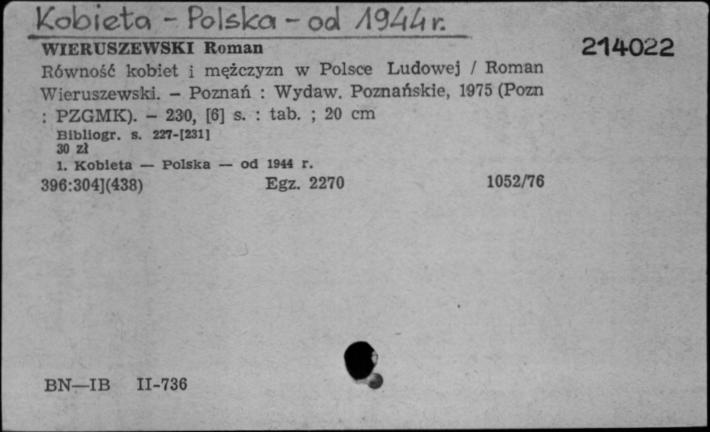 Kobieta - Polska - od 1944 r.
WIERUSZEWSKI Roman
214022
Równość kobiet i mężczyzn w Polsce Ludowej / Roman
Wieruszewski. — Poznań : Wydaw. Poznańskie, 1975 (Pozn
: PZGMK). — 230, [6] s. : tab. ; 20 cm
Bibliogr. s. 227-[231]
30 zł
1. Kobieta — Polska — od 1944 r.
396:304](438) Egz. 2270 1052/76
BN—IB II-736